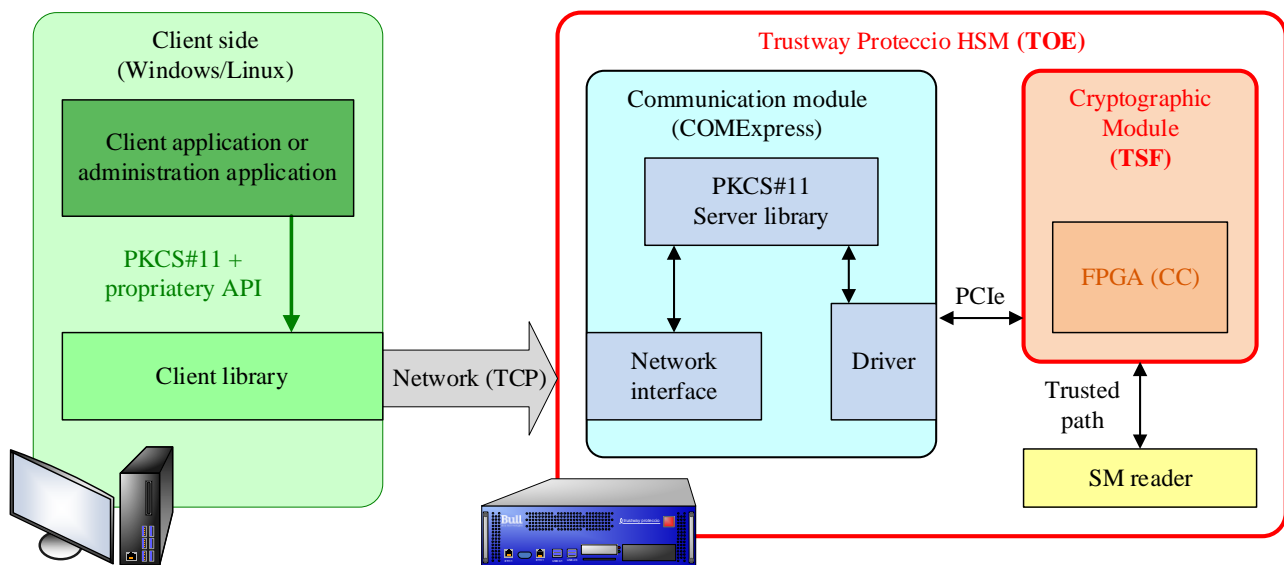 Client side
(Windows/Linux)
Client application or
administration application
PKCS#11 +
propriatery API
Client library
Network (TCP)
Trustway Proteccio HSM (TOE)
Communication module
(COMExpress)
PKCS#11
Server library
Network
interface
Driver
PCIe
Cryptographic
Module
(TSF)
FPGA (CC)
Trusted
path
SM reader
Bull
trustway proteccio